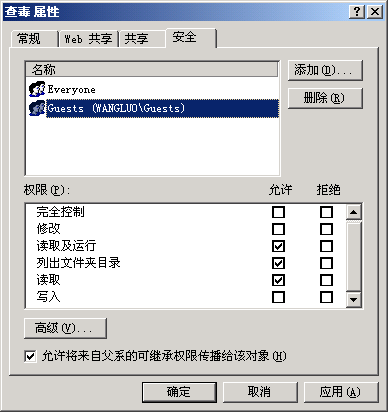 查毒 属性
常规 Web 共享 共享 安全
名称 添加(D)...
Everyone
Guests (WANGLUO\Guests) 删除(R)
权限(P): 允许 拒绝
完全控制
修改
读取及运行
列出文件夹目录
读取
写入
高级(V)...
允许将来自父系的可继承权限传播给该对象(H)
确定 取消 应用(A)